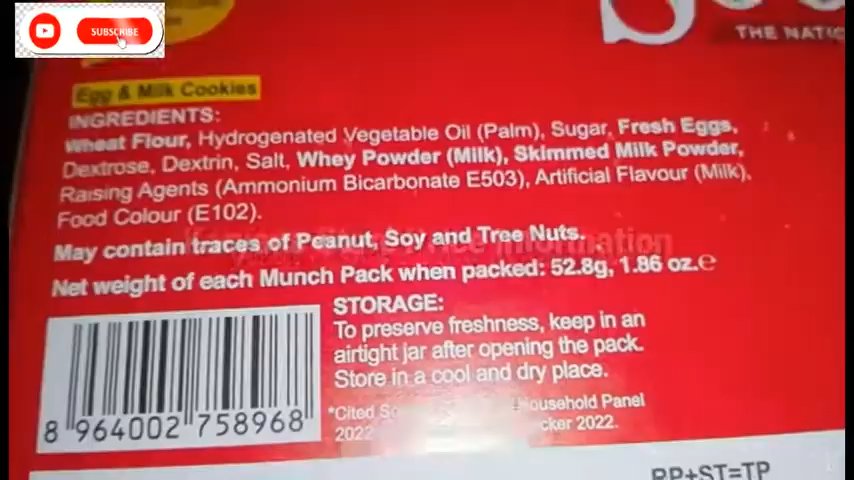 SUBSCRIBE
THE NATIO
Egg & Milk Cookies
INGREDIENTS:
Wheat Flour, Hydrogenated Vegetable Oil (Palm), Sugar, Fresh Eggs,
Dextrose, Dextrin, Salt, Whey Powder (Milk), Skimmed Milk Powder,
Raising Agents (Ammonium Bicarbonate E503), Artificial Flavour (Milk),
Food Colour (E102).
May contain traces of Peanut, Soy and Tree Nuts.
Information
Net weight of each Munch Pack when packed: 52.8g, 1.86 oz.℮
STORAGE:
To preserve freshness, keep in an
airtight jar after opening the pack.
Store in a cool and dry place.
*Cited Household Panel
2022 2022.
8 964002 758968
RP+ST=TP